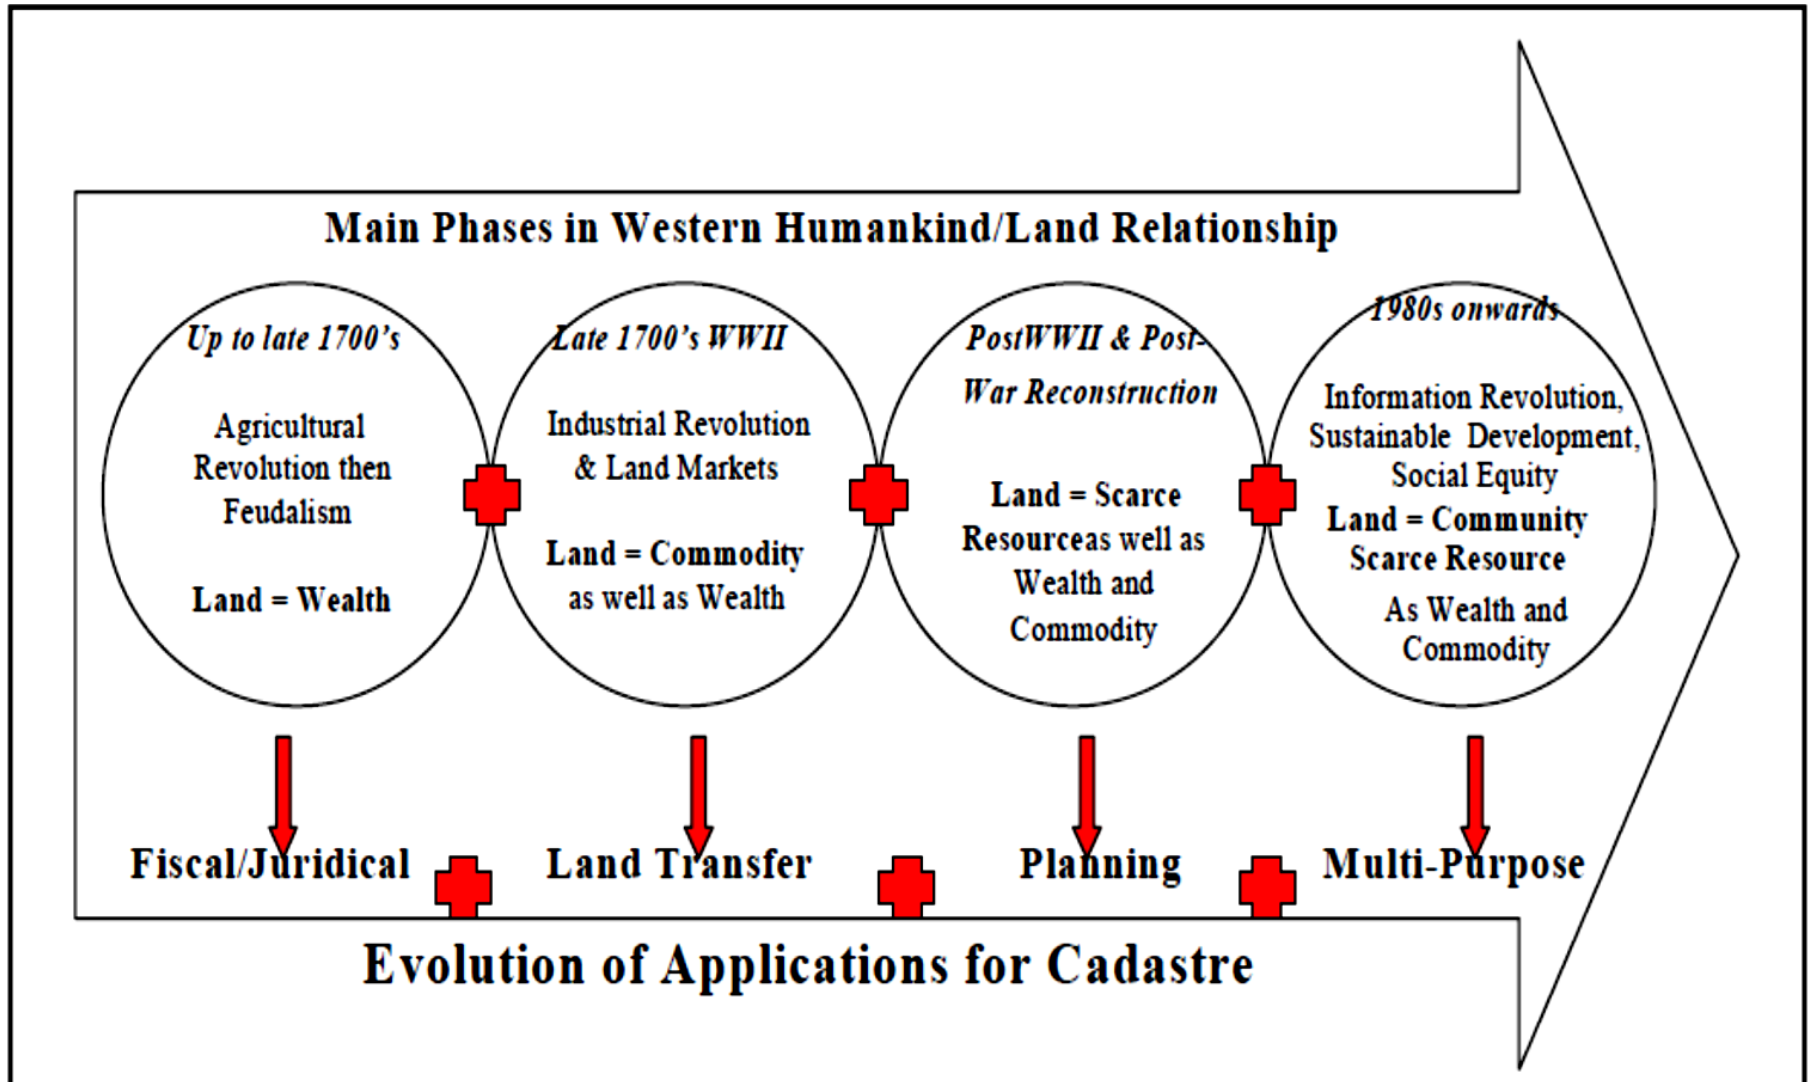 Main Phases in Western Humankind/Land Relationship
Up to late 1700's
Agricultural
Revolution then
Feudalism
Land = Wealth
Late 1700's WWII
Industrial Revolution
& Land Markets
Land = Commodity
as well as Wealth
PostWWII & Post-
War Reconstruction
Land = Scarce
Resourceas well as
Wealth and
Commodity
1980s onwards
Information Revolution,
Sustainable Development,
Social Equity
Land = Community
Scarce Resource
As Wealth and
Commodity
Fiscal/Juridical
Land Transfer
Planning
Multi-Purpose
Evolution of Applications for Cadastre